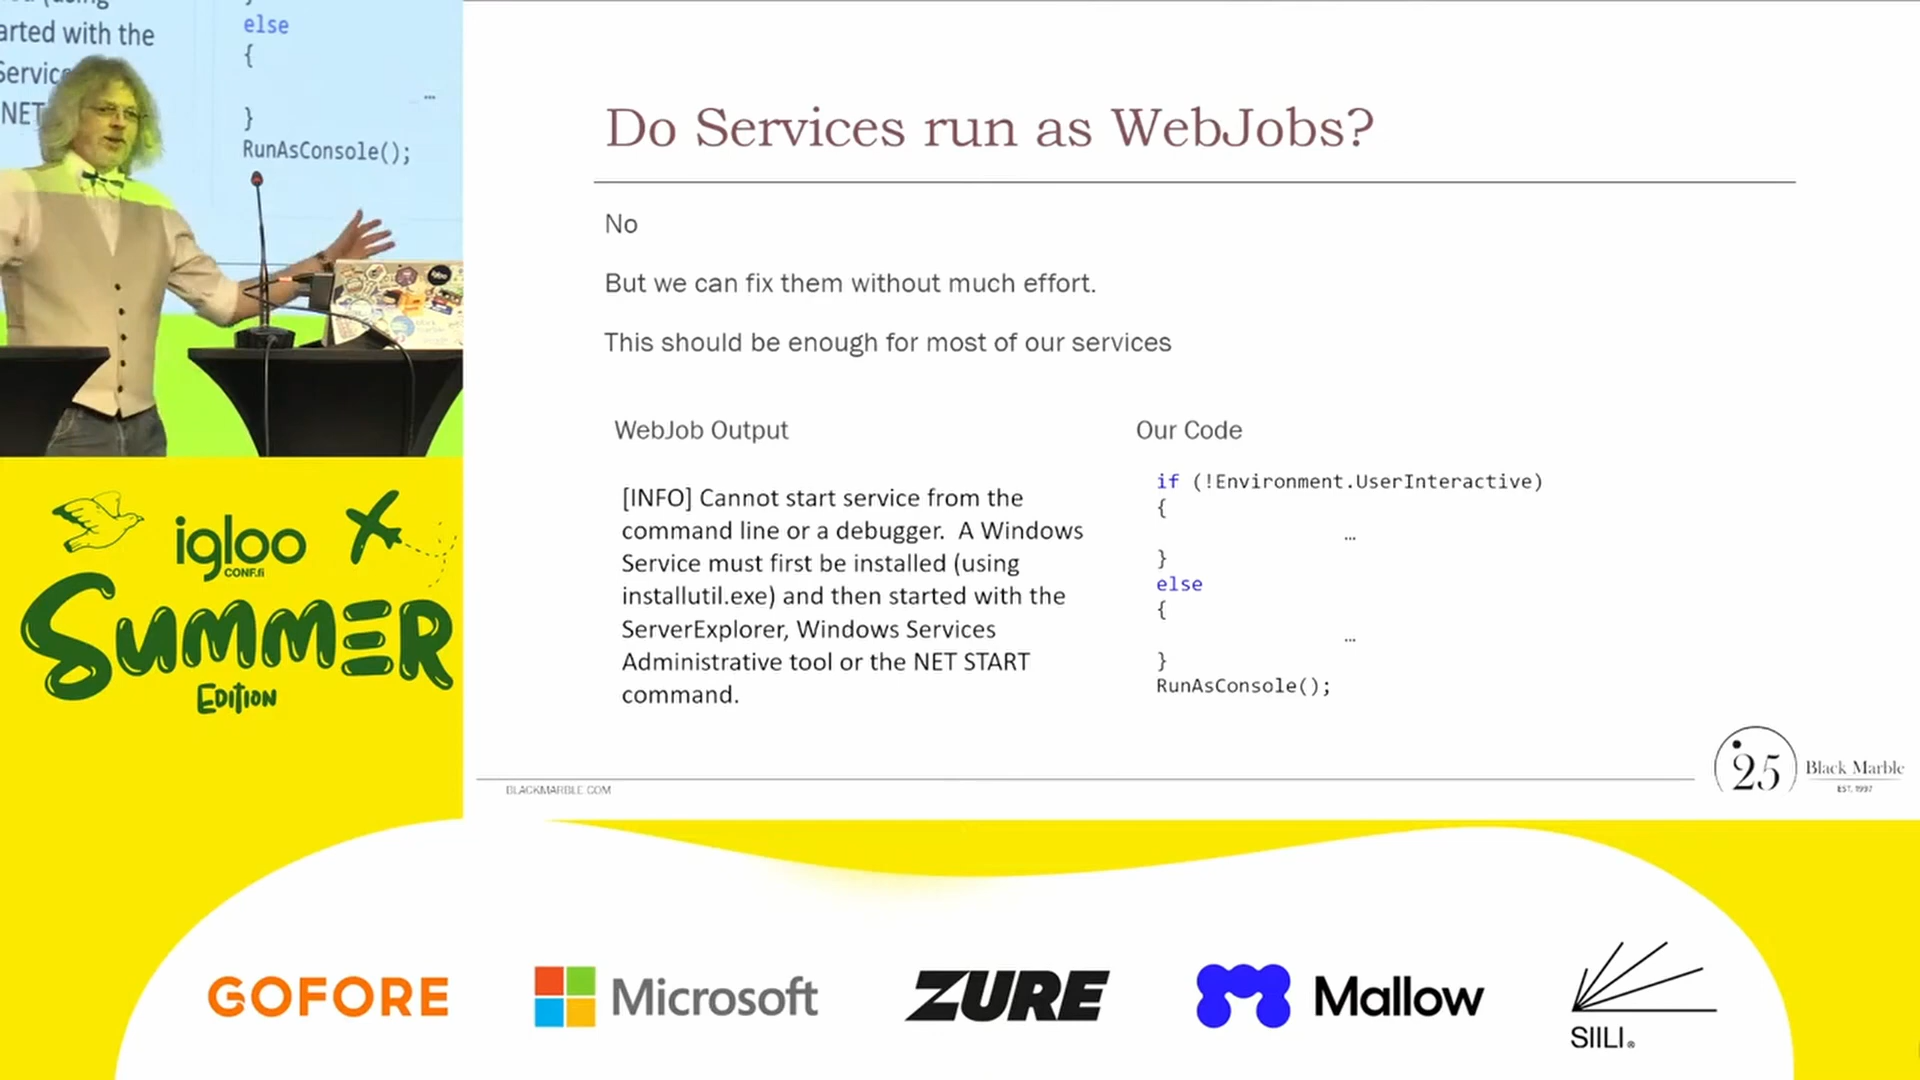 arted with the
Servic
NET
else
{
…
}
RunAsConsole();
igloo
CONF.fi
SUMMER
EDITION
Do Services run as WebJobs?
No
But we can fix them without much effort.
This should be enough for most of our services
WebJob Output
[INFO] Cannot start service from the
command line or a debugger.  A Windows
Service must first be installed (using
installutil.exe) and then started with the
ServerExplorer, Windows Services
Administrative tool or the NET START
command.
Our Code
if (!Environment.UserInteractive)
{
…
}
else
{
…
}
RunAsConsole();
BLACKMARBLE.COM
25
Black Marble
EST. 1997
GOFORE
Microsoft
ZURE
Mallow
SIILI®